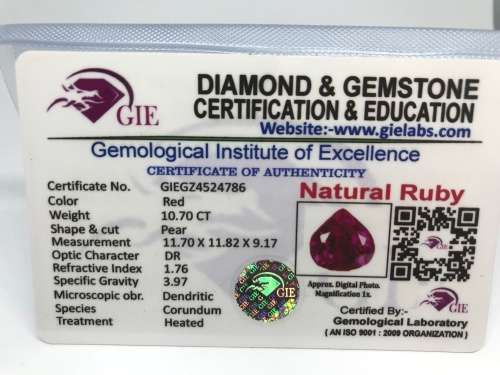 GIE
DIAMOND & GEMSTONE
CERTIFICATION & EDUCATION
Website:-www.gielabs.com
Gemological Institute of Excellence
CERTIFICATE OF AUTHENTICITY
Certificate No. GIEGZ4524786
Color Red
Weight 10.70 CT
Shape & cut Pear
Measurement 11.70 X 11.82 X 9.17
Optic Character DR
Refractive Index 1.76
Specific Gravity 3.97
Microscopic obr. Dendritic
Species Corundum
Treatment Heated
Natural Ruby
Approx. Digital Photo.
Magnification 1x.
GIE
GIE
Certified By:-
Gemological Laboratory
( AN ISO 9001 : 2009 ORGANIZATION )